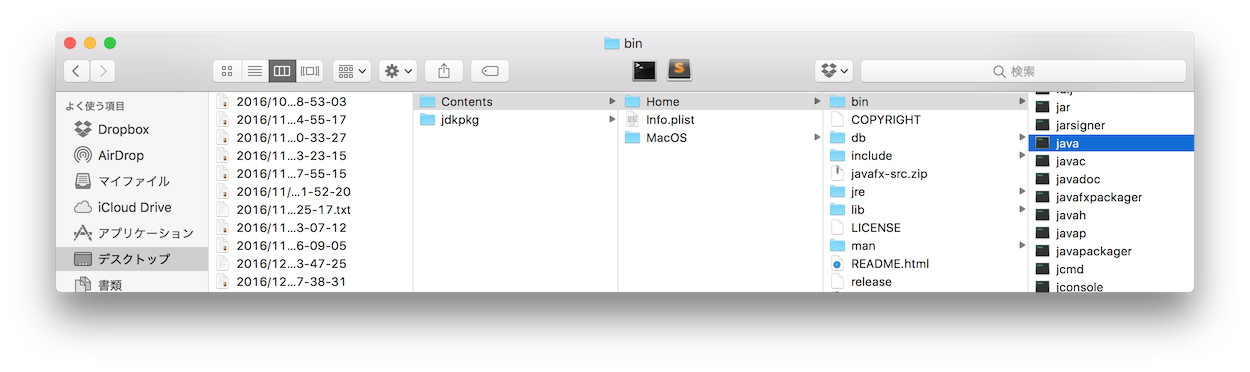 bin
検索
よく使う項目
Dropbox
AirDrop
マイファイル
iCloud Drive
アプリケーション
デスクトップ
書類
2016/10...8-53-03
2016/11...4-55-17
2016/11...0-33-27
2016/11...3-23-15
2016/11...7-55-15
2016/11/...1-52-20
2016/11...25-17.txt
2016/11...3-07-12
2016/11...6-09-05
2016/12...3-47-25
2016/12...7-38-31
Contents
jdkpkg
Home
Info.plist
MacOS
bin
COPYRIGHT
db
include
javafx-src.zip
jre
lib
LICENSE
man
README.html
release
jar
jarsigner
java
javac
javadoc
javafxpackager
javah
javap
javapackager
jcmd
jconsole